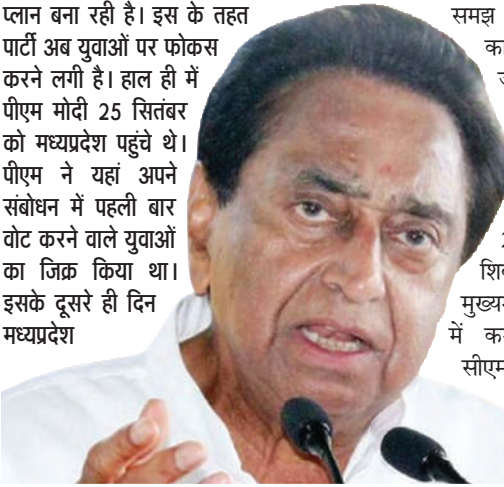 प्लान बना रही है। इस के तहत
पार्टी अब युवाओं पर फोकस
करने लगी है। हाल ही में
पीएम मोदी 25 सितंबर
को मध्यप्रदेश पहुंचे थे।
पीएम ने यहां अपने
संबोधन में पहली बार
वोट करने वाले युवाओं
का जिक्र किया था।
इसके दूसरे ही दिन
मध्यप्रदेश
समझ
में